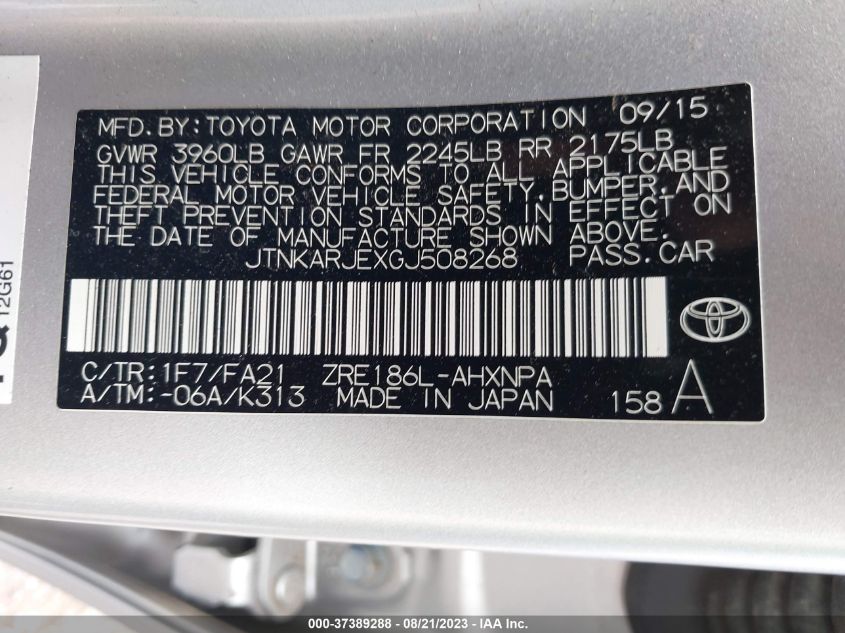 MFD.BY:TOYOTA MOTOR CORPORATION 09/15
GVWR 3960LB GAWR FR 2245LB RR 2175LB
THIS VEHICLE CONFORMS TO ALL APPLICABLE
FEDERAL MOTOR VEHICLE SAFETY,BUMPER,AND
THEFT PREVENTION STANDARDS IN EFFECT ON
THE DATE OF MANUFACTURE SHOWN ABOVE.
JTNKARJEXGJ508268 PASS.CAR
C/TR:1F7/FA21 ZRE186L-AHXNPA
A/TM:-06A/K313 MADE IN JAPAN 158 A
12G61
000-37389288 - 08/21/2023 - IAA Inc.